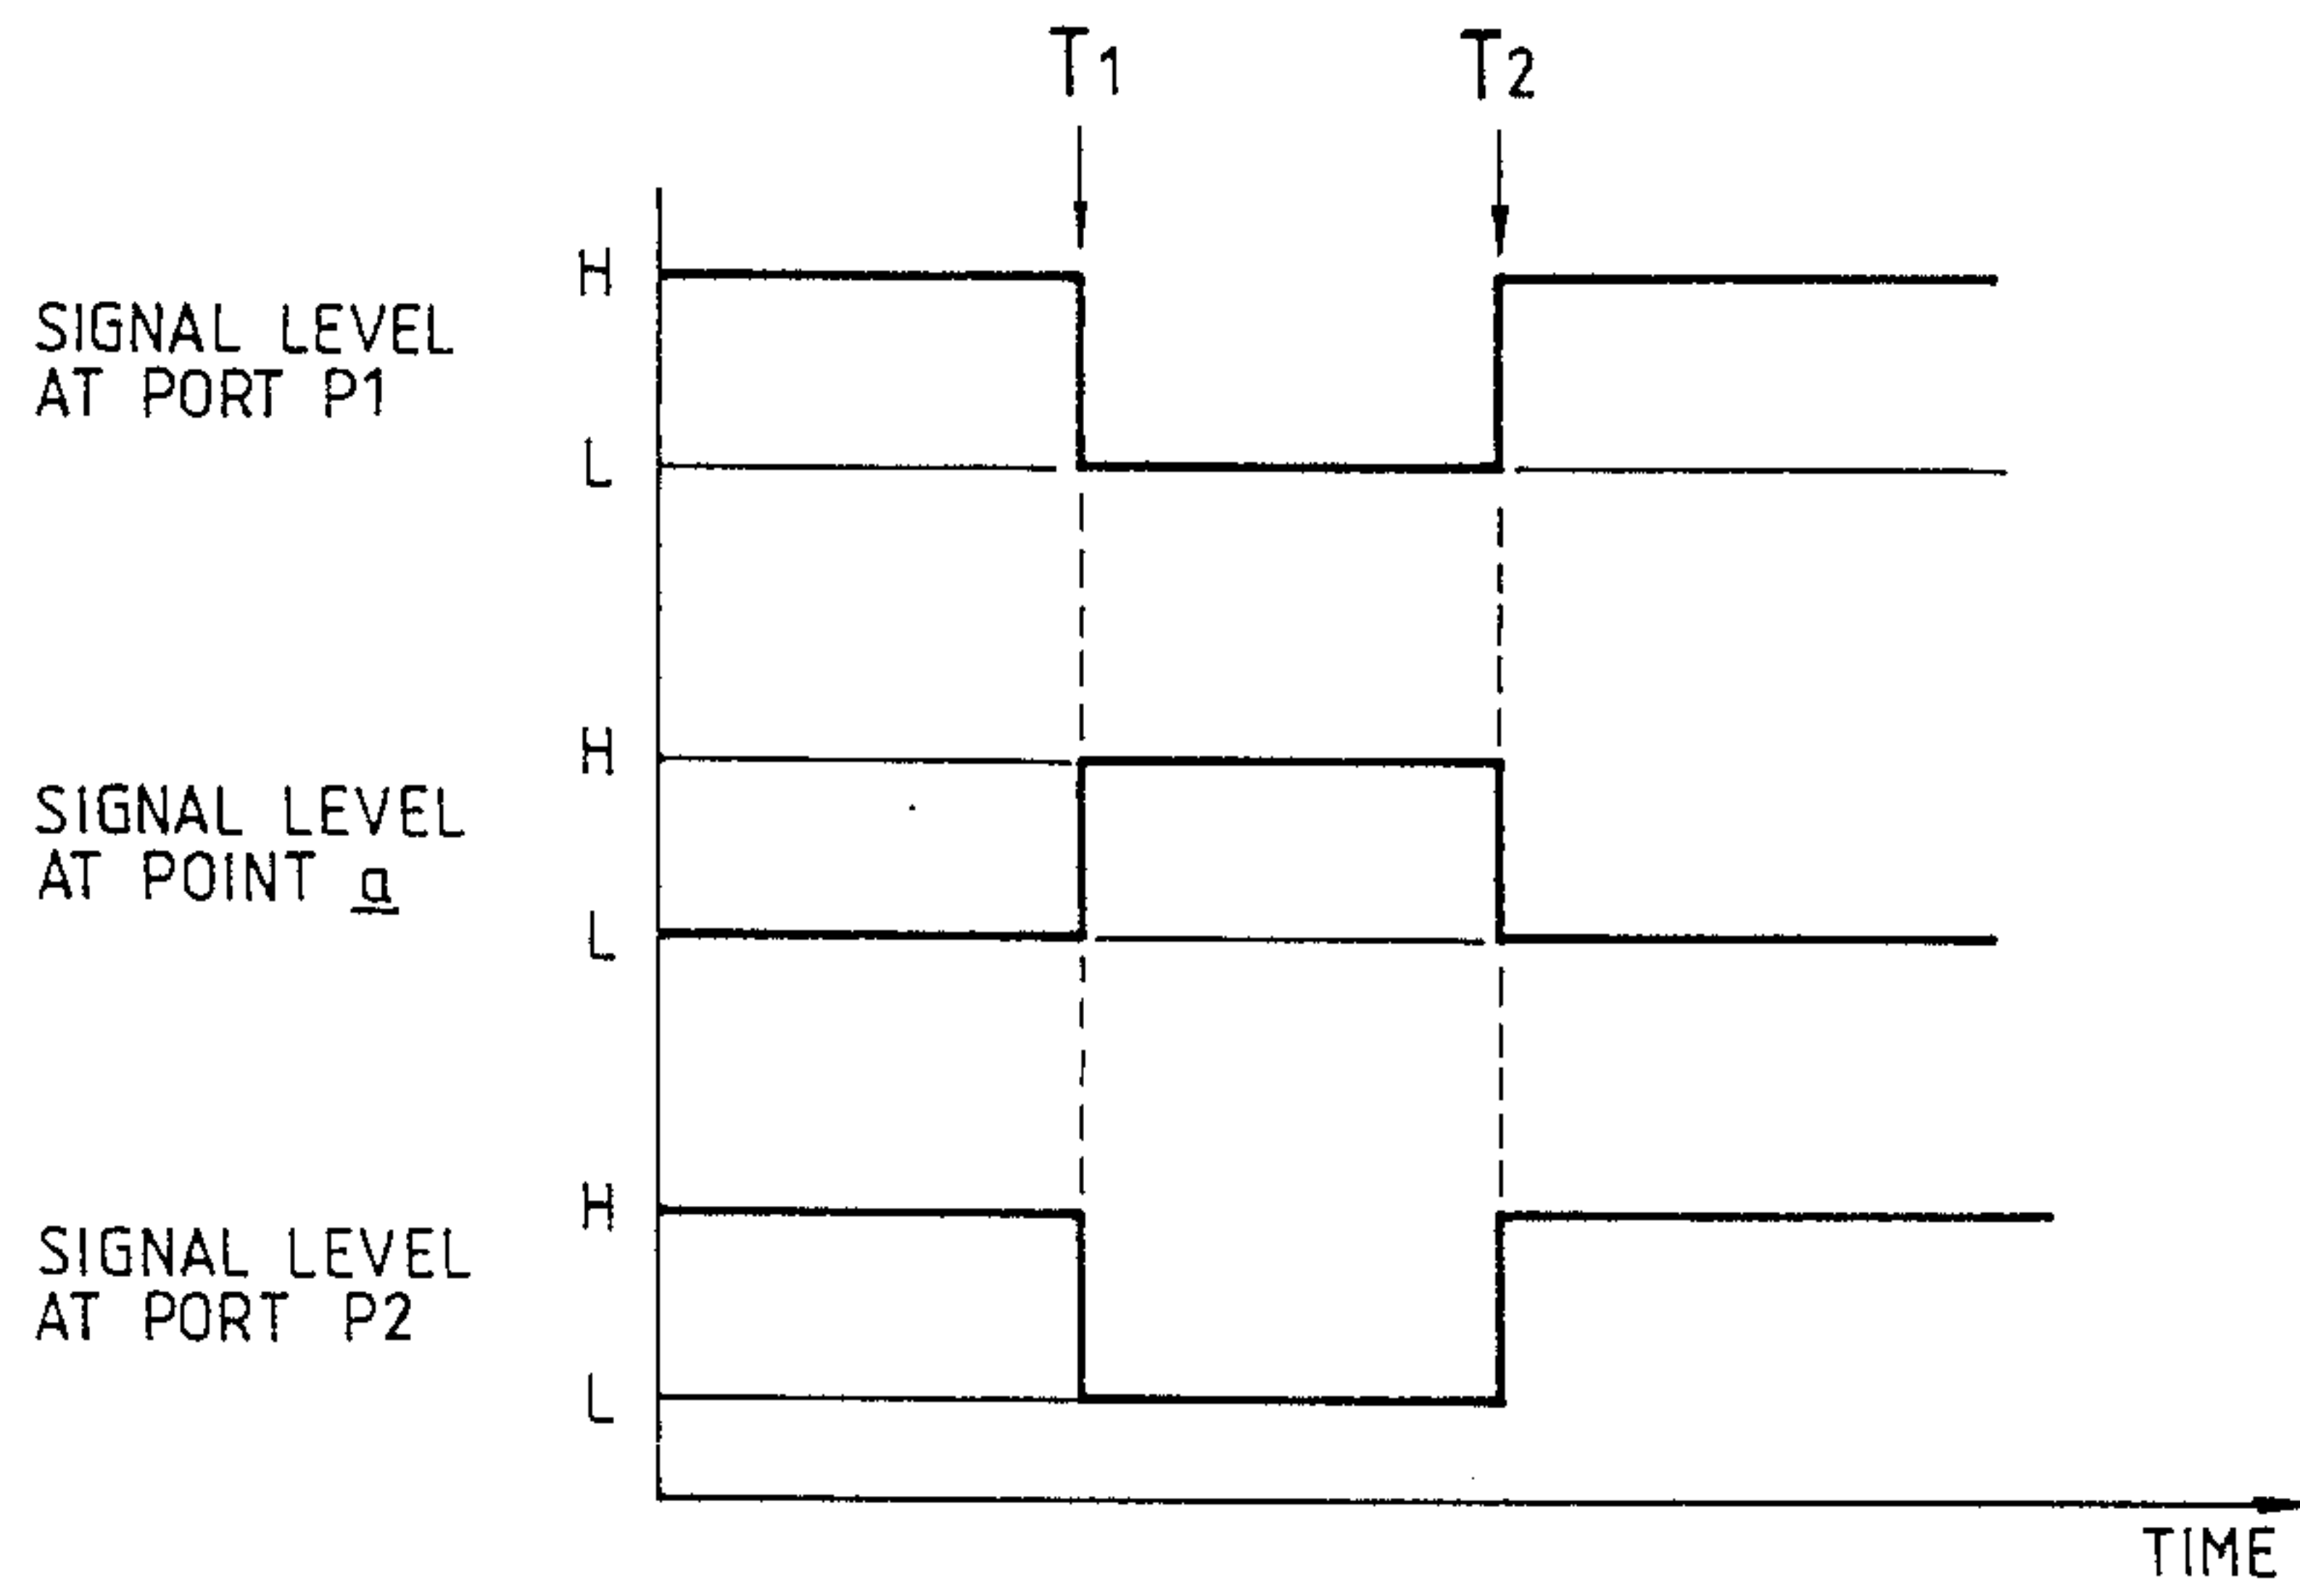 T1 T2
H
SIGNAL LEVEL
AT PORT P1
L
H
SIGNAL LEVEL
AT POINT a
L
H
SIGNAL LEVEL
AT PORT P2
L
TIME